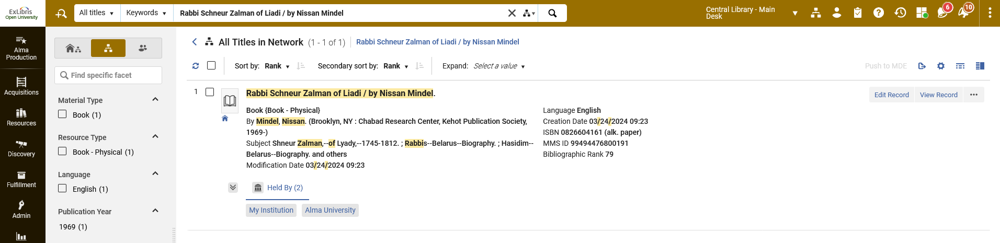 ExLibris
Open University
All titles
Keywords
Rabbi Schneur Zalman of Liadi / by Nissan Mindel
Central Library - Main
Desk
6
10
Alma
Production
Acquisitions
Resources
Discovery
Fulfillment
Admin
Find specific facet
Material Type
Book (1)
Resource Type
Book - Physical (1)
Language
English (1)
Publication Year
1969 (1)
All Titles in Network (1 - 1 of 1) Rabbi Schneur Zalman of Liadi / by Nissan Mindel
Sort by: Rank Secondary sort by: Rank Expand: Select a value
Push to MDE
1
Rabbi Schneur Zalman of Liadi / by Nissan Mindel.
Edit Record View Record
Book {Book - Physical}
By Mindel, Nissan. (Brooklyn, NY : Chabad Research Center, Kehot Publication Society,
1969-)
Subject Shneur Zalman,--of Lyady,--1745-1812. ; Rabbis--Belarus--Biography. ; Hasidim--
Belarus--Biography. and others
Modification Date 03/24/2024 09:23
Language English
Creation Date 03/24/2024 09:23
ISBN 0826604161 (alk. paper)
MMS ID 99494476800191
Bibliographic Rank 79
Held By (2)
My Institution Alma University